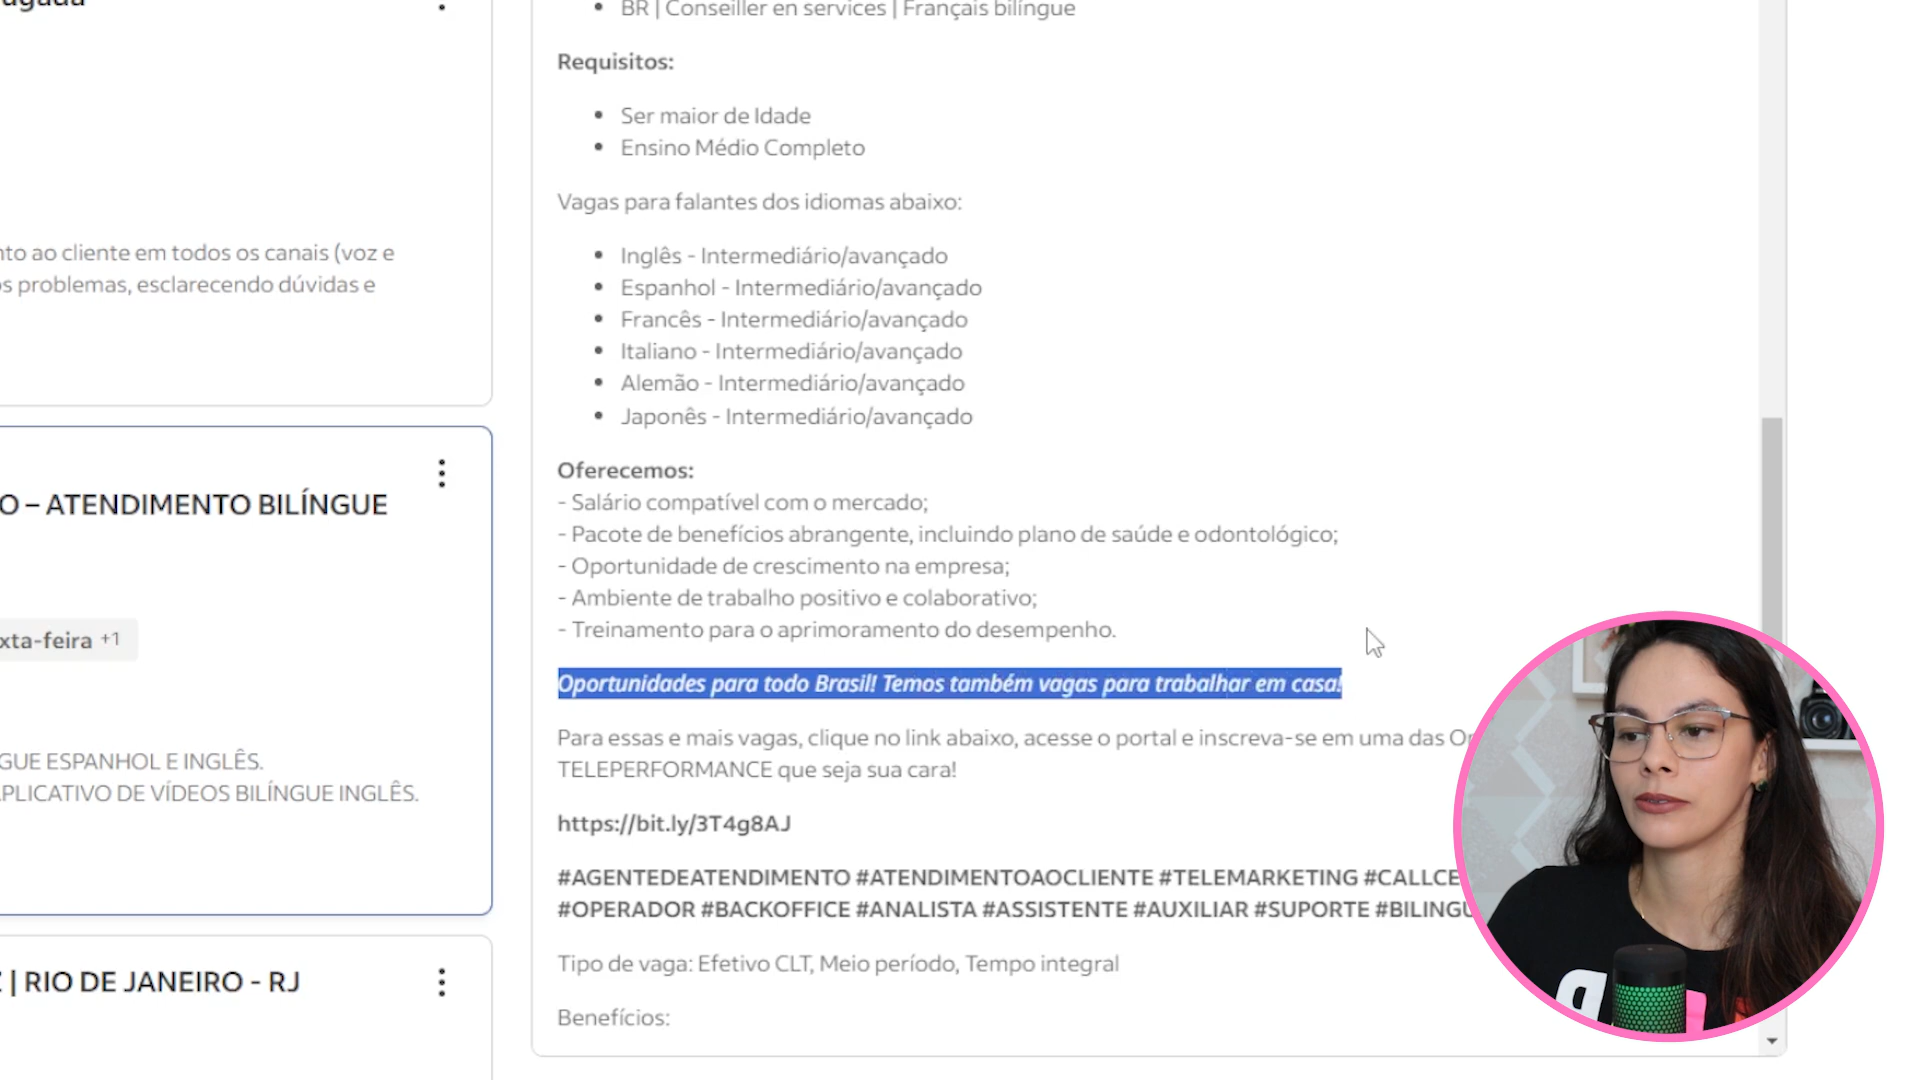 nto ao cliente em todos os canais (voz e
os problemas, esclarecendo dúvidas e
O – ATENDIMENTO BILÍNGUE
xta-feira +1
GUE ESPANHOL E INGLÊS.
PLICATIVO DE VÍDEOS BILÍNGUE INGLÊS.
| RIO DE JANEIRO - RJ
• BR | Conseiller en services | Français bilíngue
Requisitos:
• Ser maior de Idade
• Ensino Médio Completo
Vagas para falantes dos idiomas abaixo:
• Inglês - Intermediário/avançado
• Espanhol - Intermediário/avançado
• Francês - Intermediário/avançado
• Italiano - Intermediário/avançado
• Alemão - Intermediário/avançado
• Japonês - Intermediário/avançado
Oferecemos:
- Salário compatível com o mercado;
- Pacote de benefícios abrangente, incluindo plano de saúde e odontológico;
- Oportunidade de crescimento na empresa;
- Ambiente de trabalho positivo e colaborativo;
- Treinamento para o aprimoramento do desempenho.
Oportunidades para todo Brasil! Temos também vagas para trabalhar em casa!
Para essas e mais vagas, clique no link abaixo, acesse o portal e inscreva-se em uma das
TELEPERFORMANCE que seja sua cara!
https://bit.ly/3T4g8AJ
#AGENTEDEATENDIMENTO #ATENDIMENTOAOCLIENTE #TELEMARKETING #CALLCE
#OPERADOR #BACKOFFICE #ANALISTA #ASSISTENTE #AUXILIAR #SUPORTE #BILINGU
Tipo de vaga: Efetivo CLT, Meio período, Tempo integral
Benefícios: